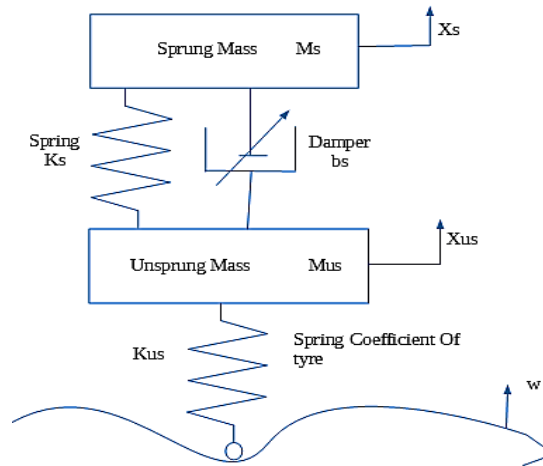 Xs
Sprung Mass Ms
Spring
Ks
Damper
bs
Xus
Unsprung Mass Mus
Spring Coefficient Of
tyre
Kus
w